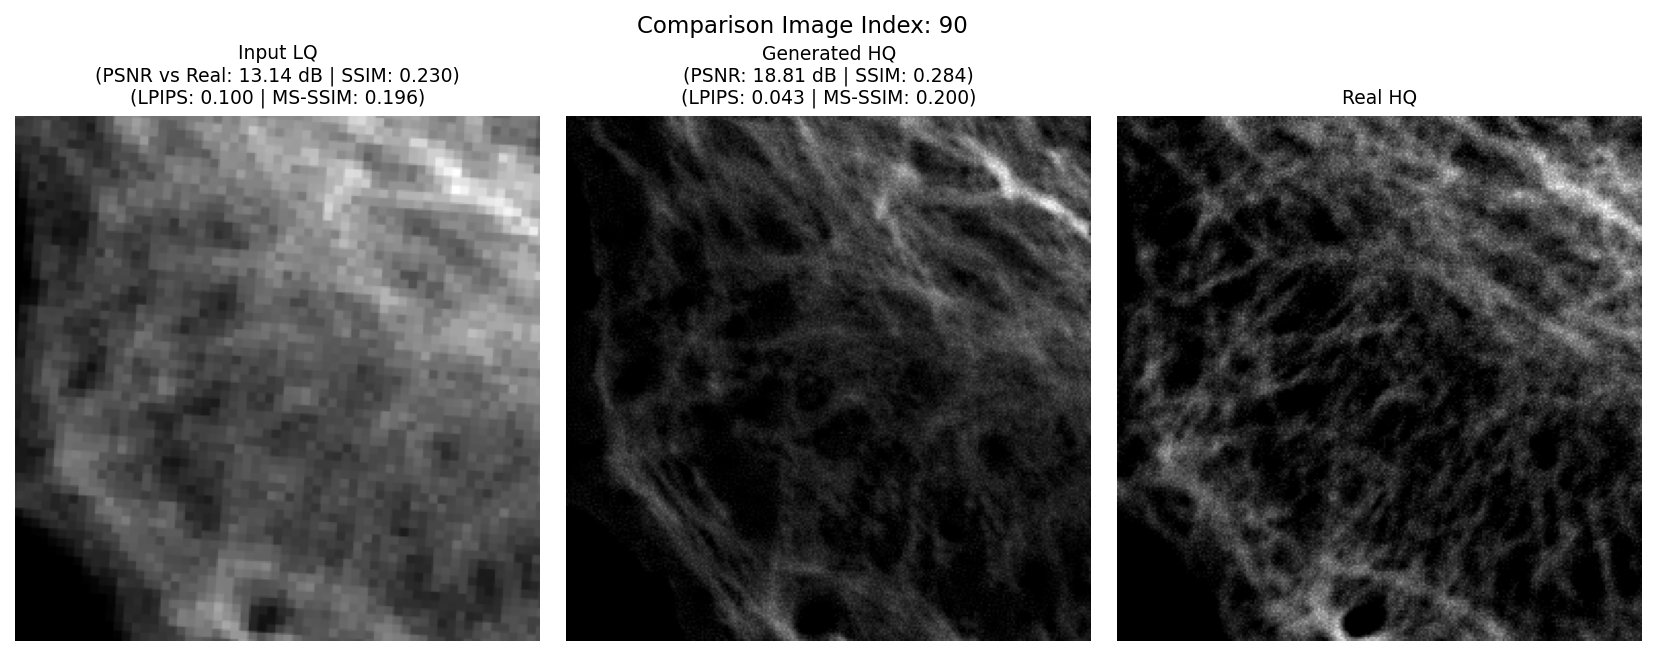 Comparison Image Index: 90
Input LQ
(PSNR vs Real: 13.14 dB | SSIM: 0.230)
(LPIPS: 0.100 | MS-SSIM: 0.196)
Generated HQ
(PSNR: 18.81 dB | SSIM: 0.284)
(LPIPS: 0.043 | MS-SSIM: 0.200)
Real HQ